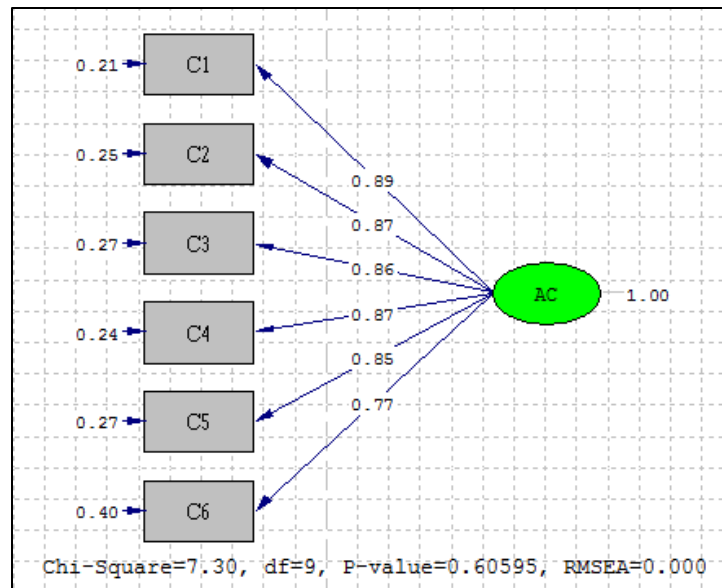 0.21 C1
0.25 C2
0.89
0.87
0.27 C3
0.86
AC 1.00
0.24 C4
0.87
0.85
0.27 C5
0.77
0.40 C6
Chi-Square=7.30, df=9, P-value=0.60595, RMSEA=0.000